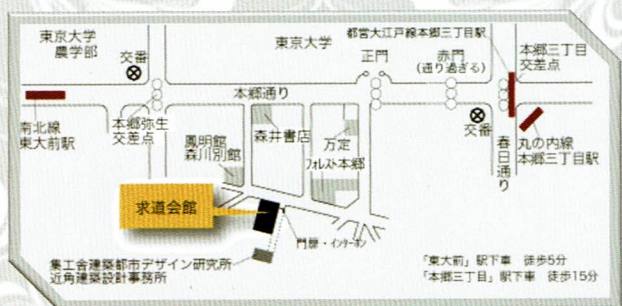 東京大学
農学部
交番
東京大学
都営大江戸線本郷三丁目駅
正門
赤門
(通り過ぎる)
本郷三丁目
交差点
本郷通り
南北線
東大前駅
本郷弥生
交差点
鳳明館
森川別館
森井書店
万定
フォレスト本郷
交番
春日通り
丸の内線
本郷三丁目駅
求道会館
門扉・インターホン
集工舎建築都市デザイン研究所
近角建築設計事務所
「東大前」駅下車 徒歩5分
「本郷三丁目」駅下車 徒歩15分